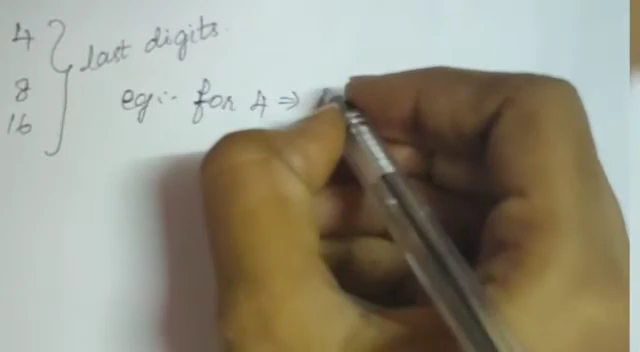 4
last digits.
8
16
eg:- for 4 ⇒